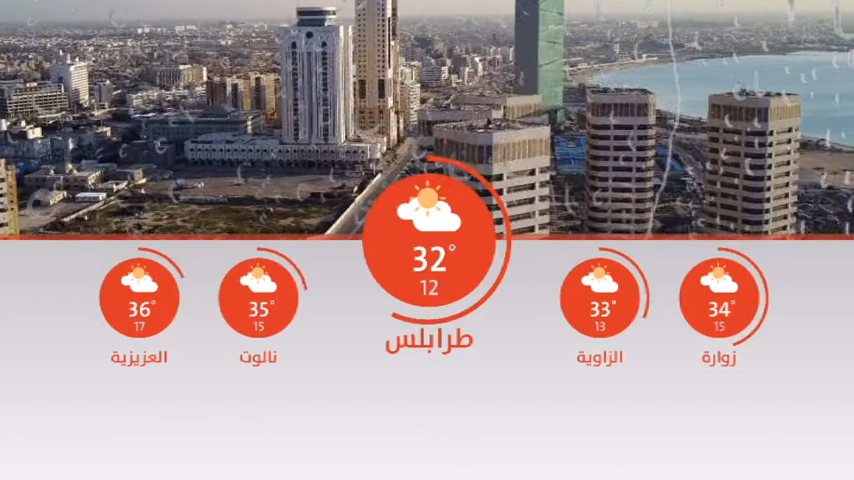 32°
12
طرابلس
34°
15
زوارة
33°
13
الزاوية
35°
15
نالوت
36°
17
العزيزية